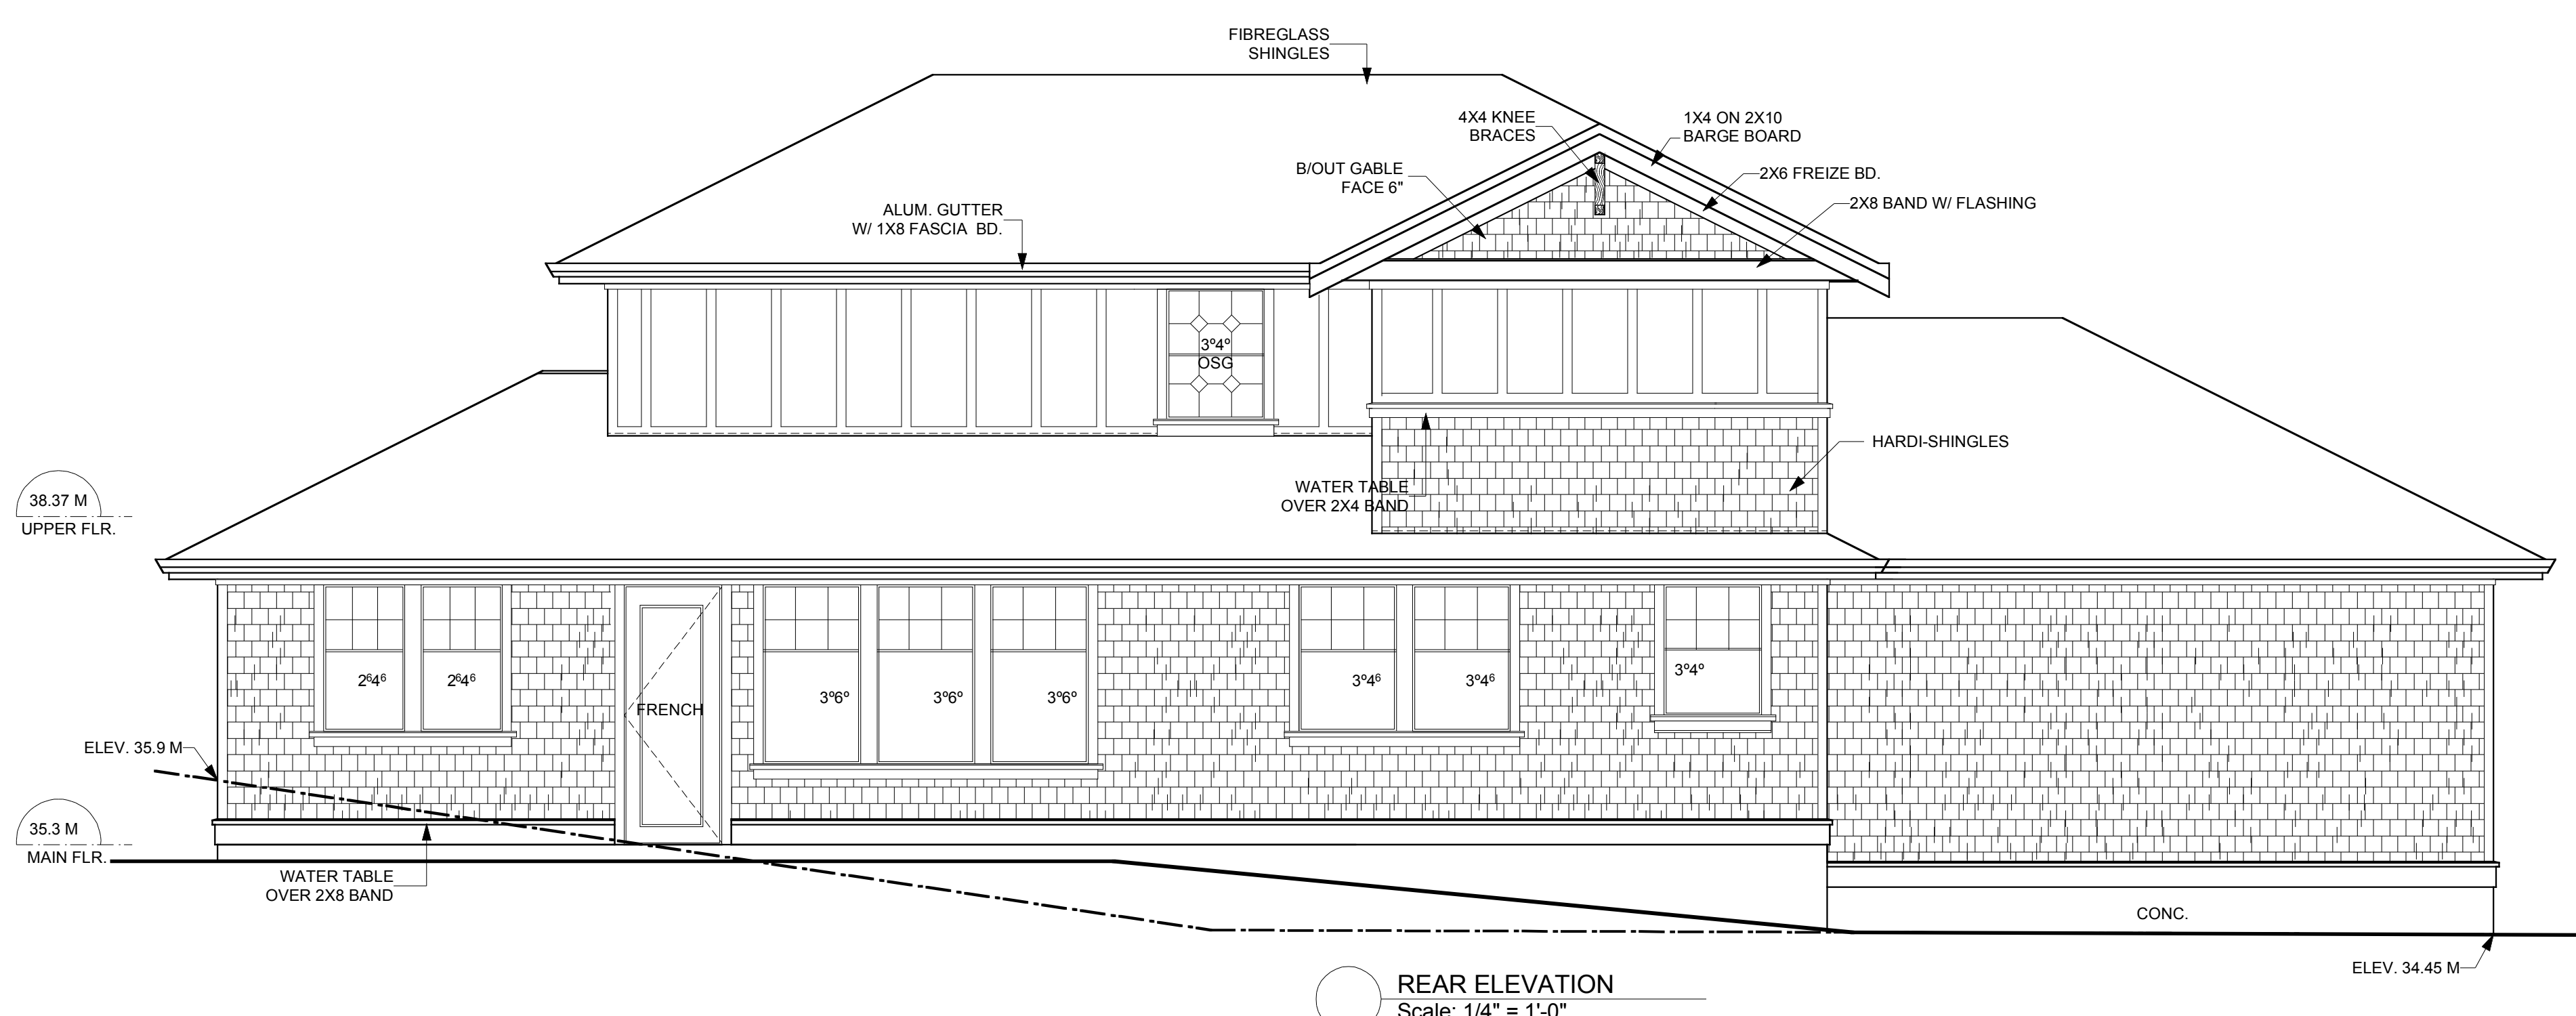 FIBREGLASS
SHINGLES
4X4 KNEE
BRACES
1X4 ON 2X10
BARGE BOARD
B/OUT GABLE
FACE 6"
2X6 FREIZE BD.
2X8 BAND W/ FLASHING
ALUM. GUTTER
W/ 1X8 FASCIA BD.
3⁰4⁰
OSG
HARDI-SHINGLES
WATER TABLE
OVER 2X4 BAND
38.37 M
UPPER FLR.
2⁶4⁶
2⁶4⁶
FRENCH
3⁰6⁰
3⁰6⁰
3⁰6⁰
3⁰4⁶
3⁰4⁶
3⁰4⁰
ELEV. 35.9 M
35.3 M
MAIN FLR.
WATER TABLE
OVER 2X8 BAND
CONC.
ELEV. 34.45 M
REAR ELEVATION
Scale: 1/4" = 1'-0"